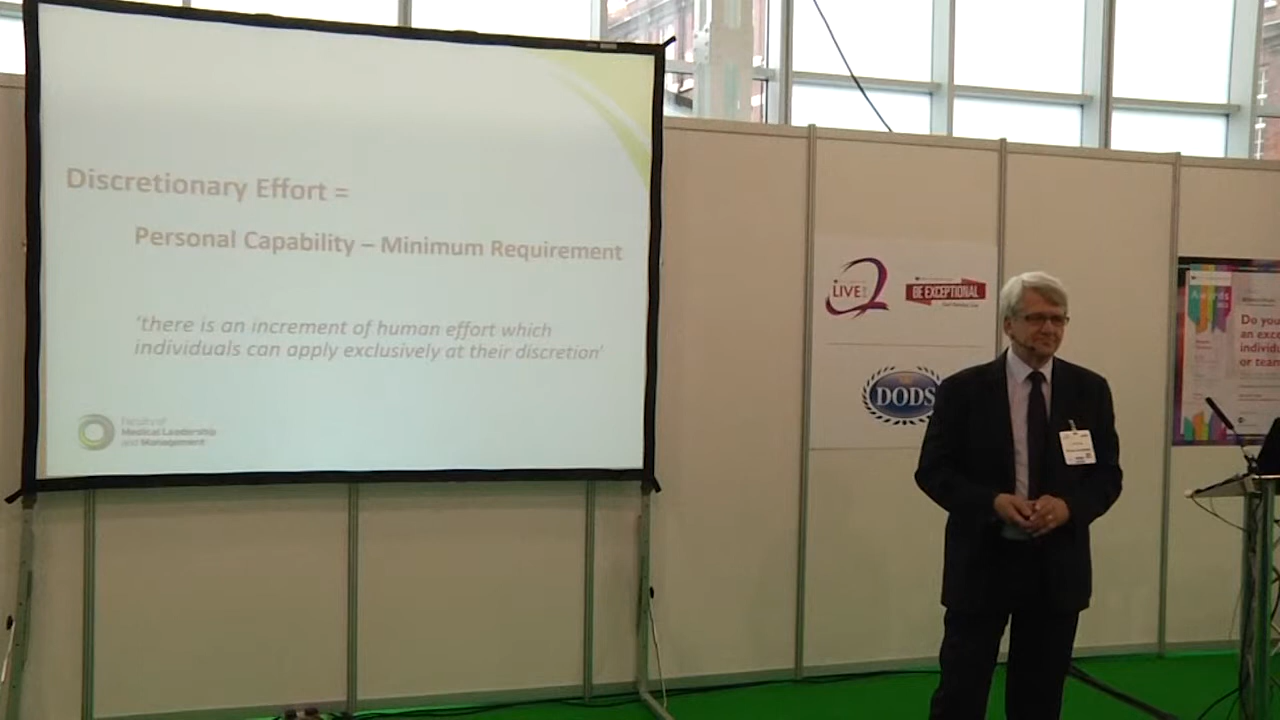 Discretionary Effort =
Personal Capability – Minimum Requirement
‘there is an increment of human effort which
individuals can apply exclusively at their discretion’
Faculty of
Medical Leadership
and Management
LIVE
BE EXCEPTIONAL
DODS
Awards
Do you
an exce
individu
or team